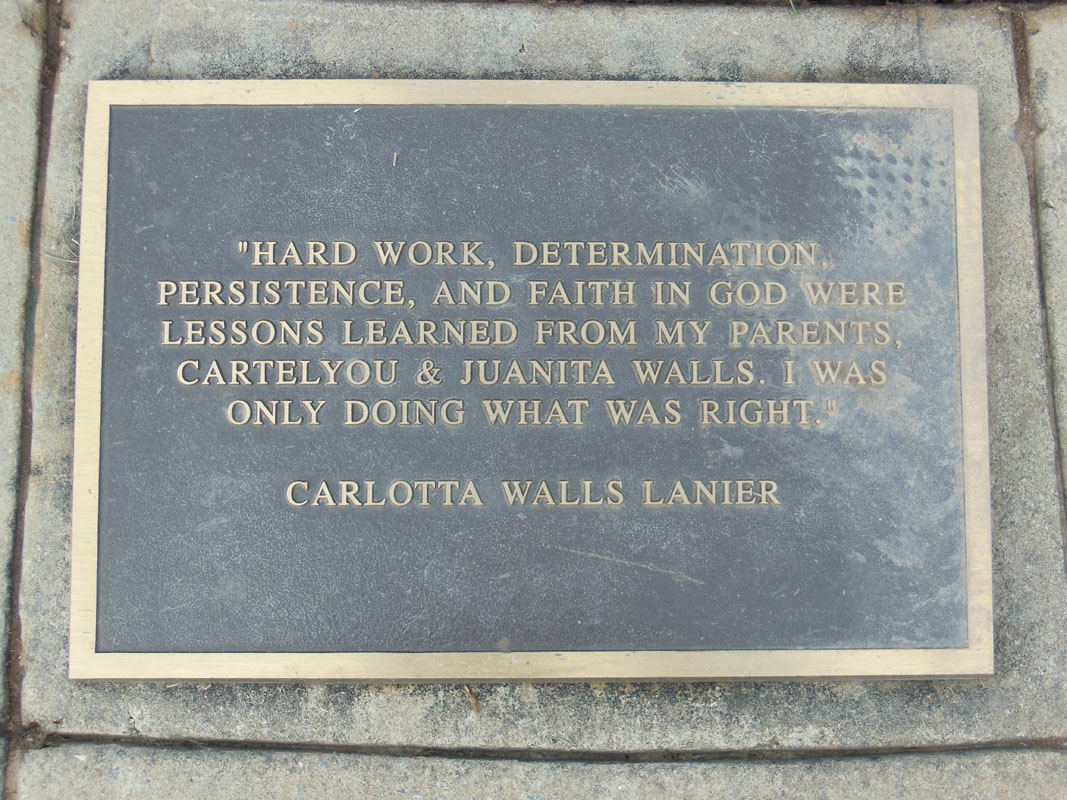 "HARD WORK, DETERMINATION,
PERSISTENCE, AND FAITH IN GOD WERE
LESSONS LEARNED FROM MY PARENTS,
CARTELYOU & JUANITA WALLS. I WAS
ONLY DOING WHAT WAS RIGHT."
CARLOTTA WALLS LANIER